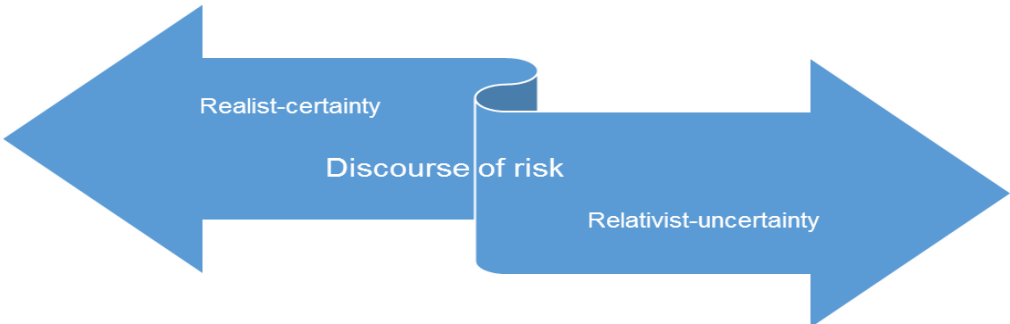 Realist-certainty
Discourse of risk
Relativist-uncertainty